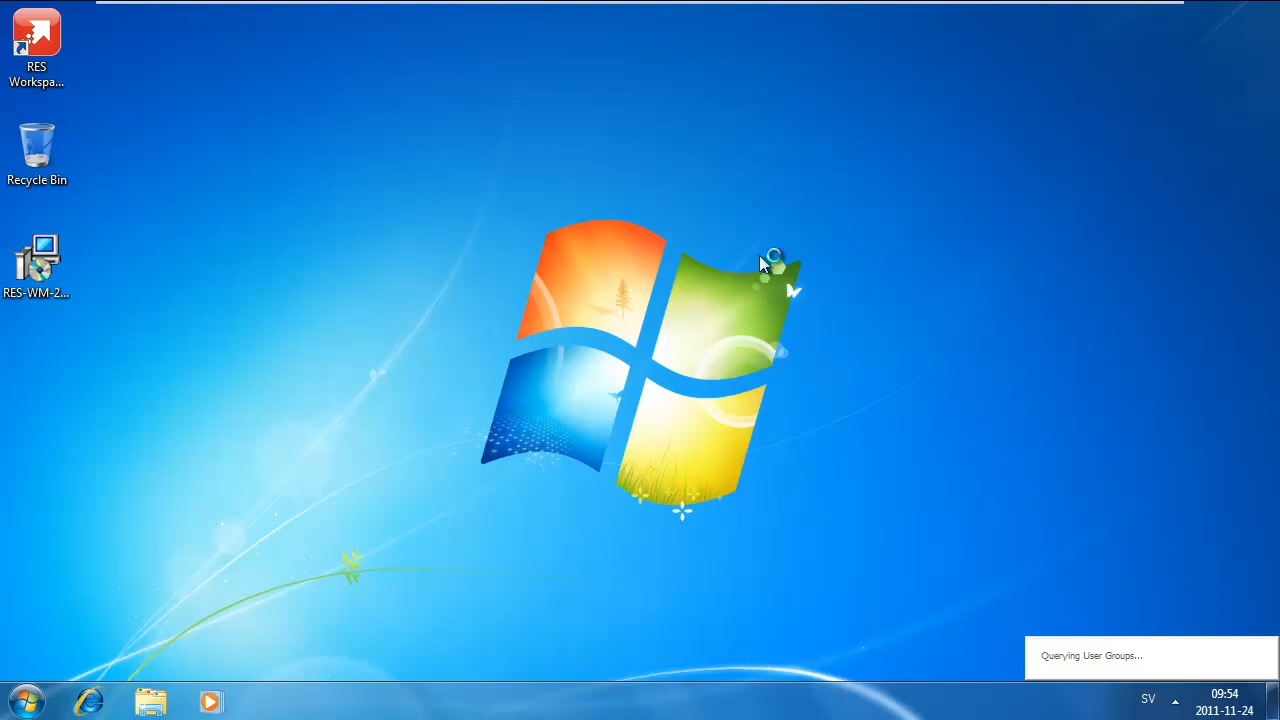 RES
Workspa...
Recycle Bin
RES-WM-2...
Querying User Groups...
SV
09:54
2011-11-24